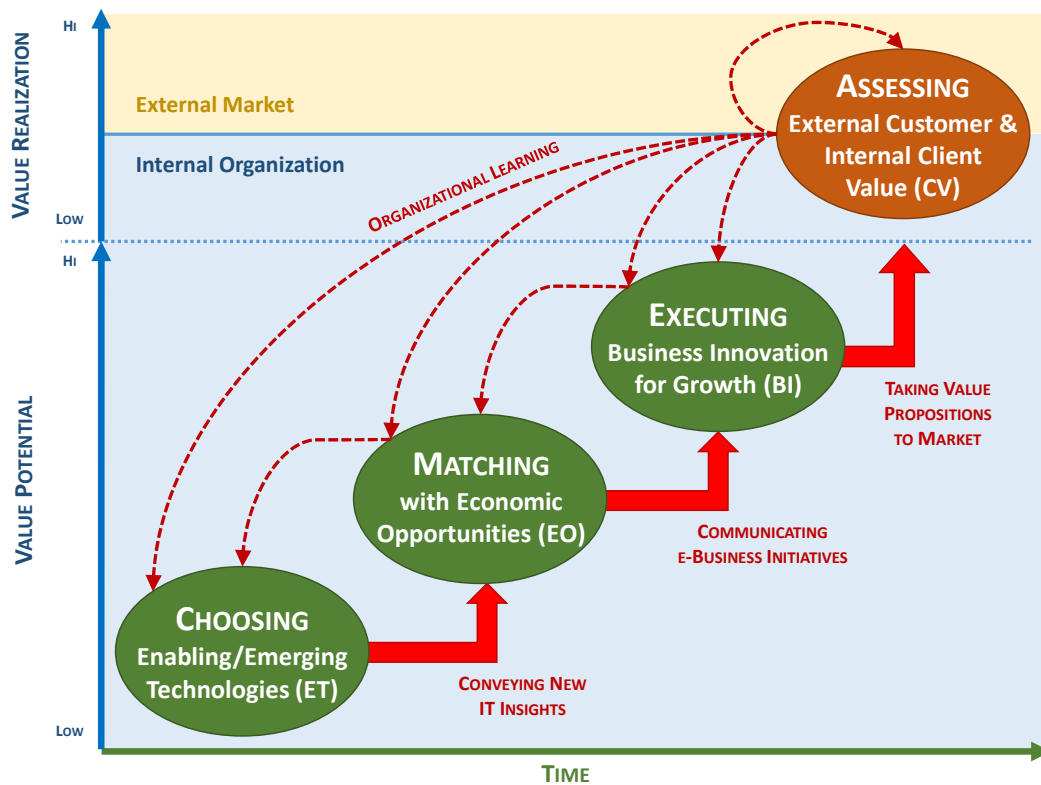 HI
VALUE REALIZATION
LOW
External Market
Internal Organization
ORGANIZATIONAL LEARNING
ASSESSING
External Customer &
Internal Client
Value (CV)
HI
VALUE POTENTIAL
LOW
EXECUTING
Business Innovation
for Growth (BI)
TAKING VALUE
PROPOSITIONS
TO MARKET
MATCHING
with Economic
Opportunities (EO)
COMMUNICATING
E-BUSINESS INITIATIVES
CHOOSING
Enabling/Emerging
Technologies (ET)
CONVEYING NEW
IT INSIGHTS
TIME